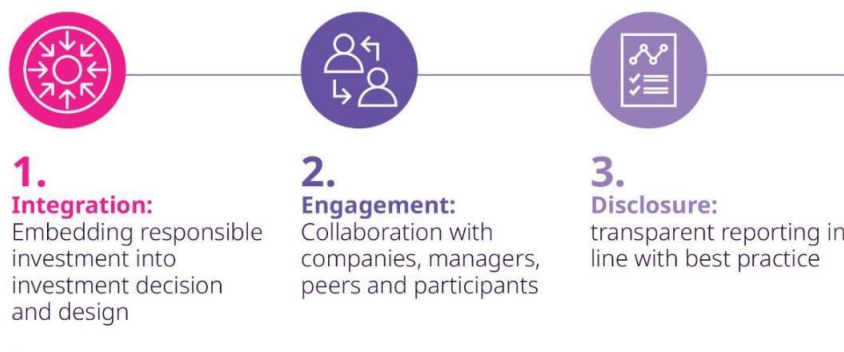 1.
Integration:
Embedding responsible
investment into
investment decision
and design
2.
Engagement:
Collaboration with
companies, managers,
peers and participants
3.
Disclosure:
transparent reporting in
line with best practice